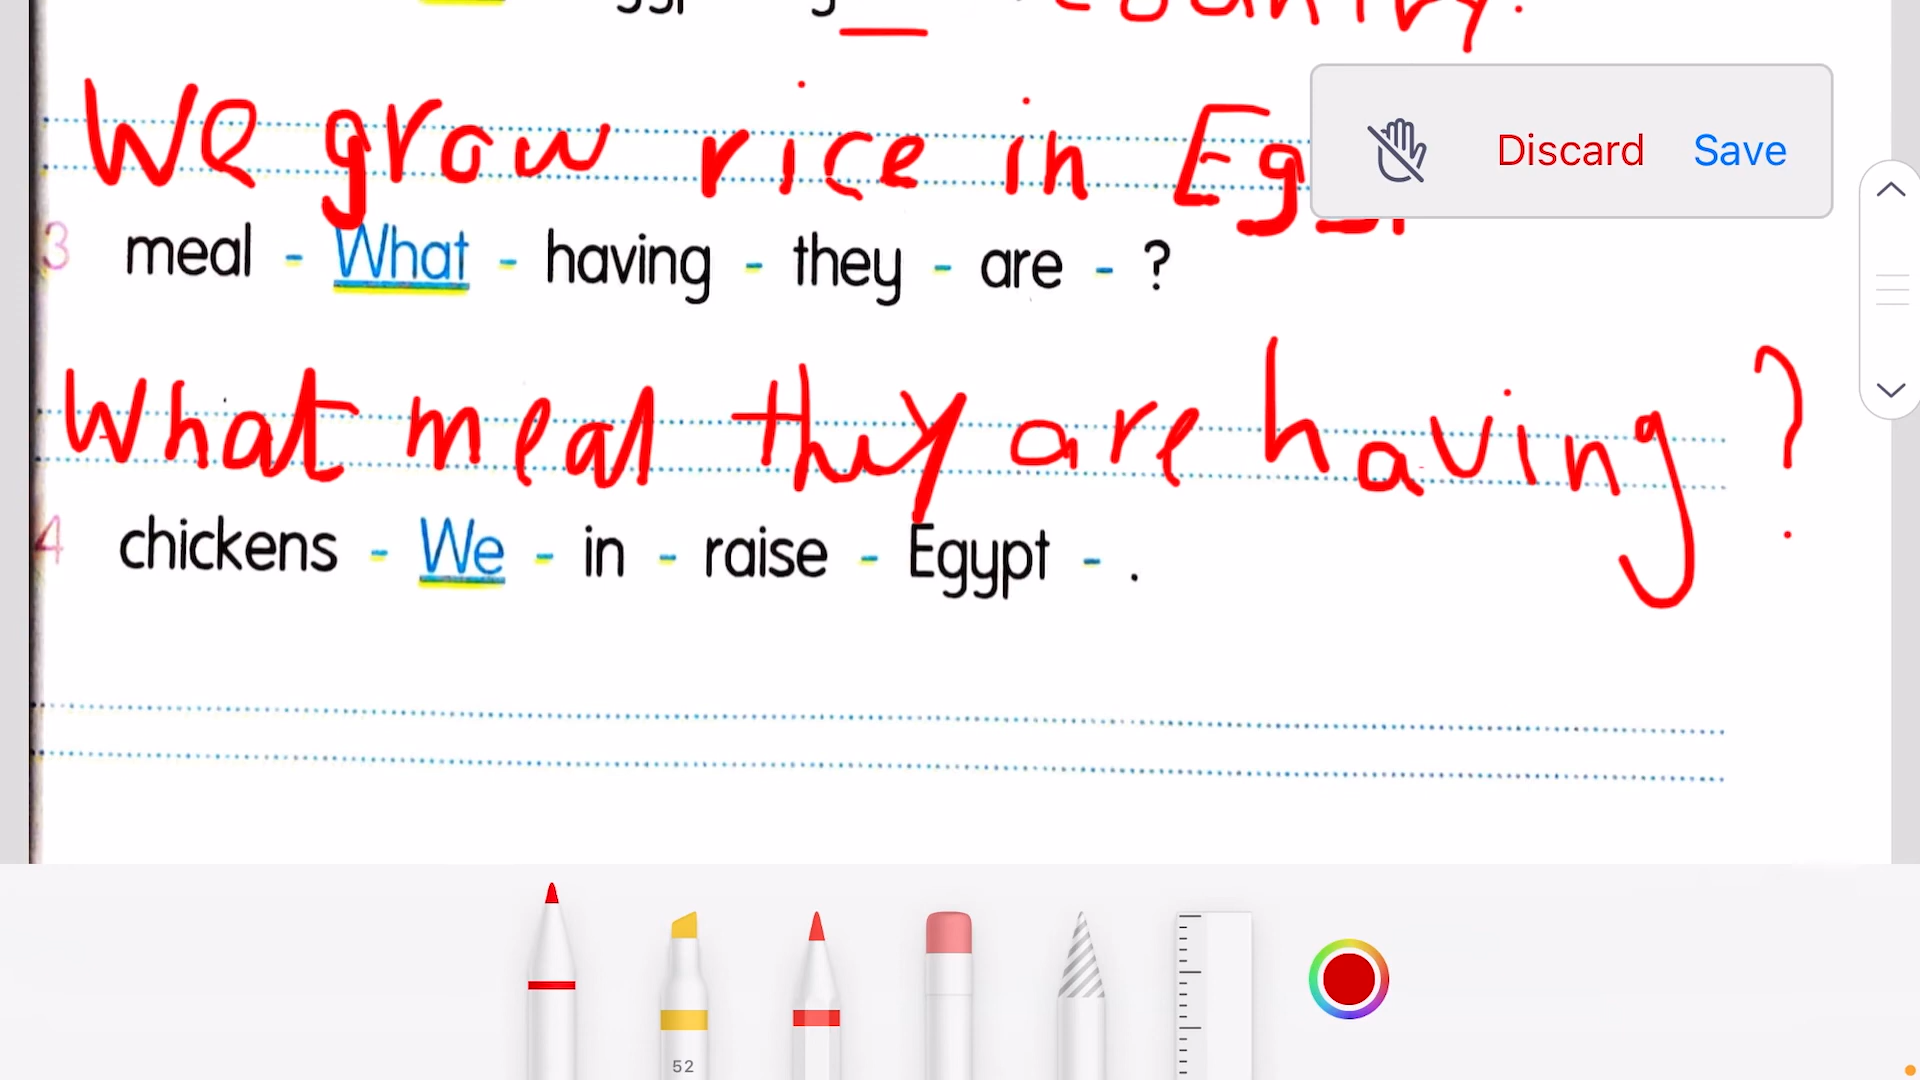 country.
We grow rice in Eg
Discard Save
3 meal - What - having - they - are - ?
What meal they are having?
4 chickens - We - in - raise - Egypt - .
52